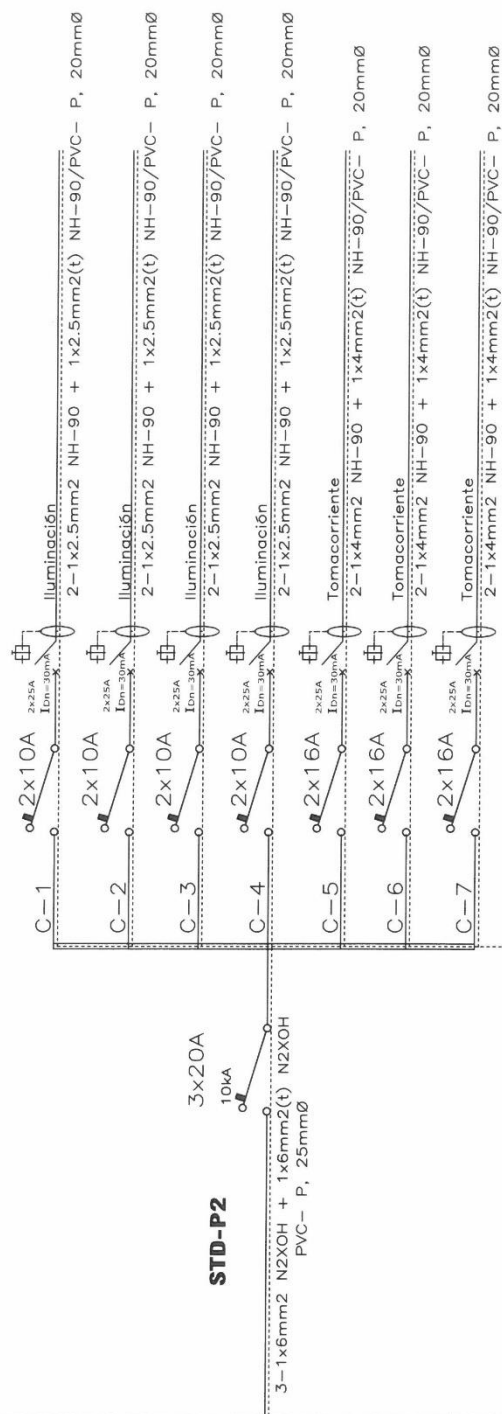 STD-P2
3x20A
10kA
3-1x6mm2 N2XOH + 1x6mm2(t) N2XOH
PVC- P, 25mmØ
C-1
2x10A
2x25A
IDn=30mA
Iluminación
2-1x2.5mm2 NH-90 + 1x2.5mm2(t) NH-90/PVC- P, 20mmØ
C-2
2x10A
2x25A
IDn=30mA
Iluminación
2-1x2.5mm2 NH-90 + 1x2.5mm2(t) NH-90/PVC- P, 20mmØ
C-3
2x10A
2x25A
IDn=30mA
Iluminación
2-1x2.5mm2 NH-90 + 1x2.5mm2(t) NH-90/PVC- P, 20mmØ
C-4
2x10A
2x25A
IDn=30mA
Iluminación
2-1x2.5mm2 NH-90 + 1x2.5mm2(t) NH-90/PVC- P, 20mmØ
C-5
2x16A
2x25A
IDn=30mA
Tomacorriente
2-1x4mm2 NH-90 + 1x4mm2(t) NH-90/PVC- P, 20mmØ
C-6
2x16A
2x25A
IDn=30mA
Tomacorriente
2-1x4mm2 NH-90 + 1x4mm2(t) NH-90/PVC- P, 20mmØ
C-7
2x16A
2x25A
IDn=30mA
Tomacorriente
2-1x4mm2 NH-90 + 1x4mm2(t) NH-90/PVC- P, 20mmØ